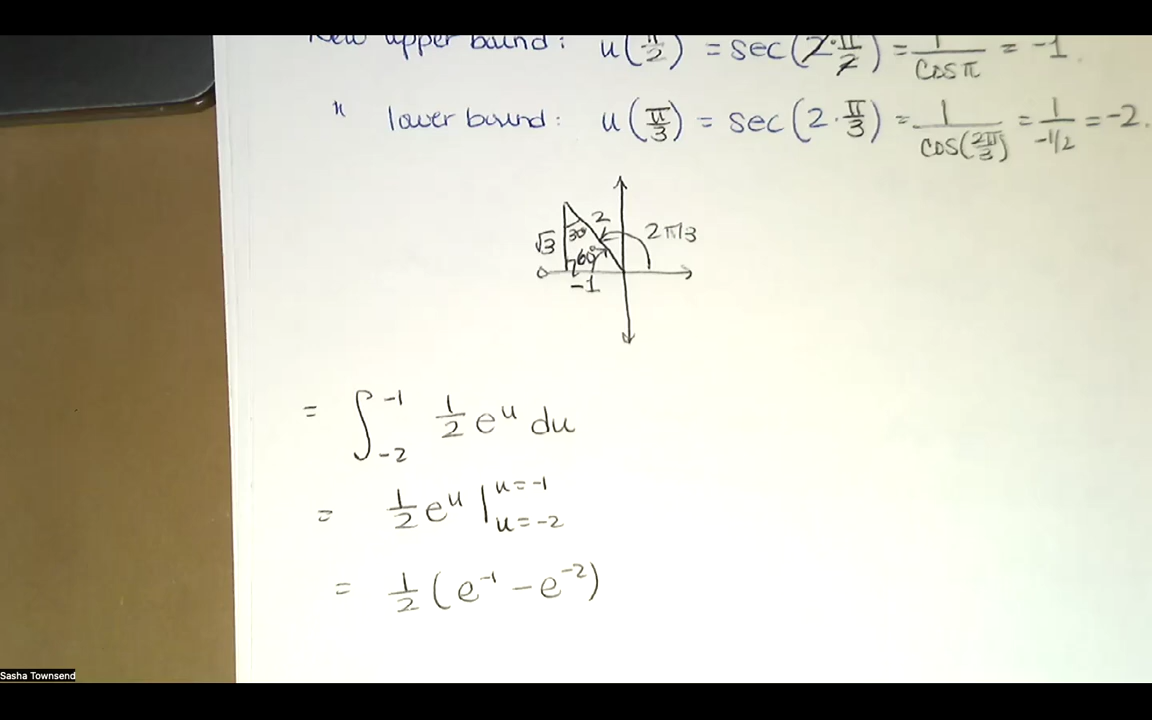 New upper bound: u(π/2) = sec(2·π/2) = 1/cos π = -1.
" lower bound: u(π/3) = sec(2·π/3) = 1/cos(2π/3) = 1/-1/2 = -2.
√3 30° 2 2π/3
60°
-1
= ∫_{-2}^{-1} 1/2 e^u du
= 1/2 e^u |_{u=-2}^{u=-1}
= 1/2 (e^{-1} - e^{-2})
Sasha Townsend